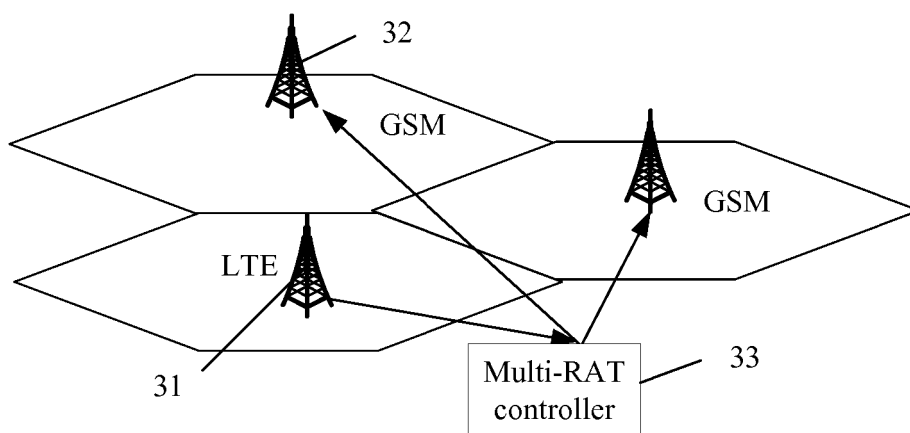 32
GSM
GSM
LTE
31
Multi-RAT
controller
33